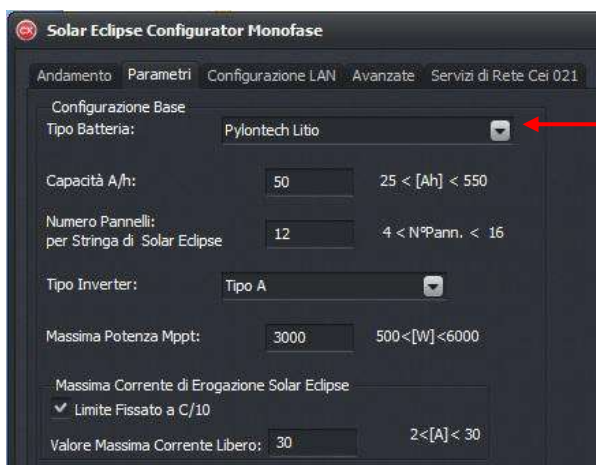 Solar Eclipse Configurator Monofase
Andamento Parametri Configurazione LAN Avanzate Servizi di Rete Cei 021
Configurazione Base
Tipo Batteria: Pylontech Litio
Capacità A/h: 50 25 < [Ah] < 550
Numero Pannelli:
per Stringa di Solar Eclipse 12 4 < N°Pann. < 16
Tipo Inverter: Tipo A
Massima Potenza Mppt: 3000 500<[W]<6000
Massima Corrente di Erogazione Solar Eclipse
Limite Fissato a C/10
Valore Massima Corrente Libero: 30 2<[A]< 30